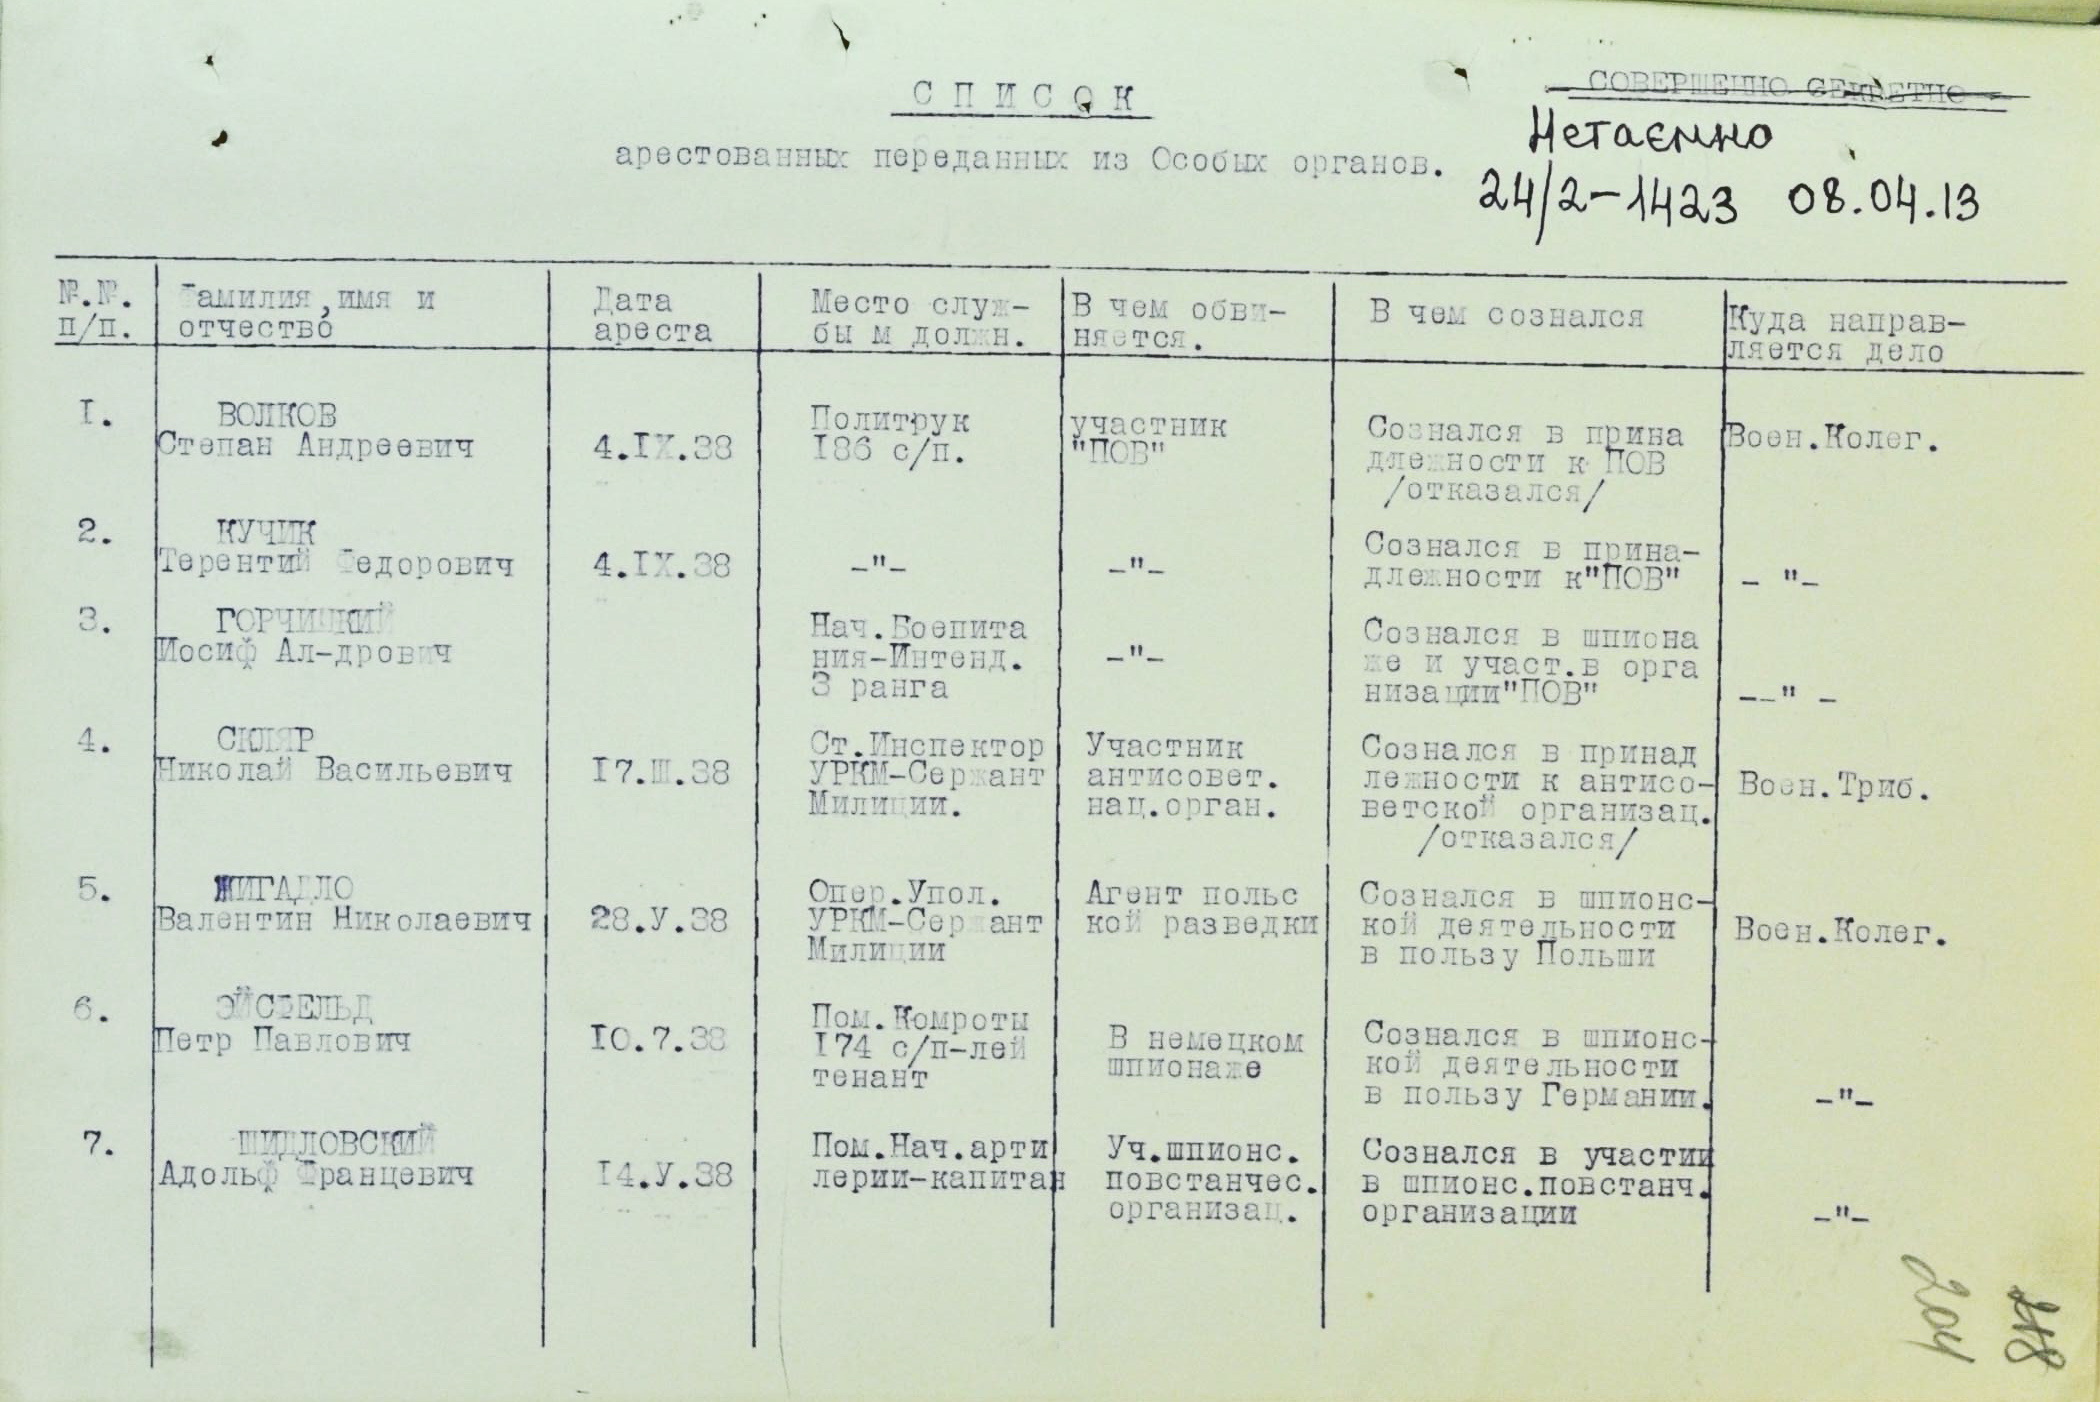 СПИСОК
арестованных переданных из Особых органов.
СОВЕРШЕННО СЕКРЕТНО
Нетаємно
24/2-1423 08.04.13
№.№. п/п.
Фамилия,имя и отчество
Дата ареста
Место служ-
бы м должн.
В чем обви-
няется.
В чем сознался
Куда направ-
ляется дело
1.
ВОЛКОВ
Степан Андреевич
4.IX.38
Политрук
186 с/п.
участник
"ПОВ"
Сознался в прина
длежности к ПОВ
/отказался/
Воен.Колег.
2.
КУЧИК
Терентий Федорович
4.IX.38
-"-
-"-
Сознался в прина-
длежности к"ПОВ"
- "-
3.
ГОРЧИЦКИЙ
Иосиф Ал-дрович
Нач.Боепита
ния-Интенд.
3 ранга
-"-
Сознался в шпиона
же и участ.в орга
низации"ПОВ"
--" -
4.
СКЛЯР
Николай Васильевич
17.Ш.38
Ст.Инспектор
УРКМ-Сержант
Милиции.
Участник
антисовет.
нац.орган.
Сознался в принад
лежности к антисо-
ветской организац.
/отказался/
Воен.Триб.
5.
ЖИГАДЛО
Валентин Николаевич
28.У.38
Опер.Упол.
УРКМ-Сержант
Милиции
Агент польс
кой разведки
Сознался в шпионс-
кой деятельности
в пользу Польши
Воен.Колег.
6.
ЭЙСФЕЛЬД
Петр Павлович
10.7.38
Пом.Комроты
174 с/п-лей
тенант
В немецком
шпионаже
Сознался в шпионс-
кой деятельности
в пользу Германии.
-"-
7.
ШИДЛОВСКИЙ
Адольф Францевич
14.У.38
Пом.Нач.арти
лерии-капитан
Уч.шпионс.
повстанчес.
организац.
Сознался в участии
в шпионс.повстанч.
организации
-"-
204